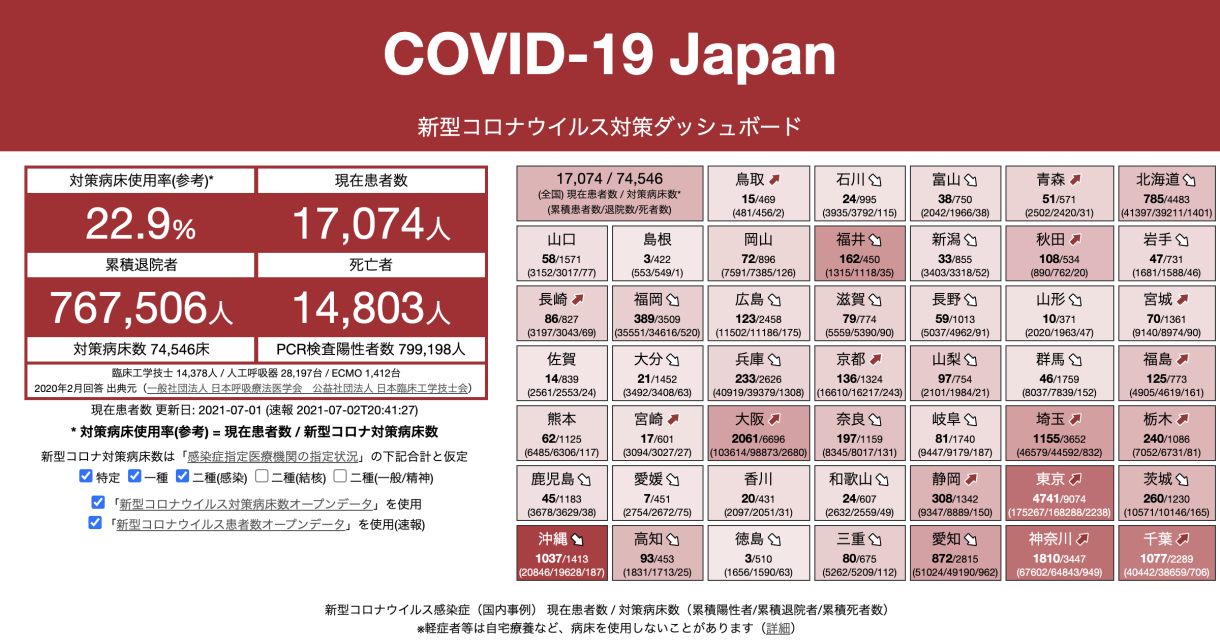 COVID-19 Japan
新型コロナウイルス対策ダッシュボード
対策病床使用率(参考)*
現在患者数
22.9%
17,074人
累積退院者
死亡者
767,506人
14,803人
対策病床数 74,546床
PCR検査陽性者数 799,198人
臨床工学技士 14,378人 / 人工呼吸器 28,197台 / ECMO 1,412台
2020年2月回答 出典元（一般社団法人 日本呼吸療法医学会　公益社団法人 日本臨床工学技士会）
現在患者数 更新日: 2021-07-01 (速報 2021-07-02T20:41:27)
* 対策病床使用率(参考) = 現在患者数 / 新型コロナ対策病床数
新型コロナ対策病床数は「感染症指定医療機関の指定状況」の下記合計と仮定
特定 一種 二種(感染) 二種(結核) 二種(一般/精神)
「新型コロナウイルス対策病床数オープンデータ」を使用
「新型コロナウイルス患者数オープンデータ」を使用(速報)
17,074 / 74,546
(全国) 現在患者数 / 対策病床数*
(累積患者数/退院数/死者数)
鳥取
15/469
(481/456/2)
石川
24/995
(3935/3792/115)
富山
38/750
(2042/1966/38)
青森
51/571
(2502/2420/31)
北海道
785/4483
(41397/39211/1401)
山口
58/1571
(3152/3017/77)
島根
3/422
(553/549/1)
岡山
72/896
(7591/7385/126)
福井
162/450
(1315/1118/35)
新潟
33/855
(3403/3318/52)
秋田
108/534
(890/762/20)
岩手
47/731
(1681/1588/46)
長崎
86/827
(3197/3043/69)
福岡
389/3509
(35551/34616/520)
広島
123/2458
(11502/11186/175)
滋賀
79/774
(5559/5390/90)
長野
59/1013
(5037/4962/91)
山形
10/371
(2020/1963/47)
宮城
70/1361
(9140/8974/90)
佐賀
14/839
(2561/2553/24)
大分
21/1452
(3492/3408/63)
兵庫
233/2626
(40919/39379/1308)
京都
136/1324
(16610/16217/243)
山梨
97/754
(2101/1984/21)
群馬
46/1759
(8037/7839/152)
福島
125/773
(4905/4619/161)
熊本
62/1125
(6485/6306/117)
宮崎
17/601
(3094/3027/27)
大阪
2061/6696
(103614/98873/2680)
奈良
197/1159
(8345/8017/131)
岐阜
81/1740
(9447/9179/187)
埼玉
1155/3652
(46579/44592/832)
栃木
240/1086
(7052/6731/81)
鹿児島
45/1183
(3678/3629/38)
愛媛
7/451
(2754/2672/75)
香川
20/431
(2097/2051/31)
和歌山
24/607
(2632/2559/49)
静岡
308/1342
(9347/8889/150)
東京
4741/9074
(175267/168288/2238)
茨城
260/1230
(10571/10146/165)
沖縄
1037/1413
(20846/19628/187)
高知
93/453
(1831/1713/25)
徳島
3/510
(1656/1590/63)
三重
80/675
(5262/5209/112)
愛知
872/2815
(51024/49190/962)
神奈川
1810/3447
(67602/64843/949)
千葉
1077/2289
(40442/38659/706)
新型コロナウイルス感染症（国内事例） 現在患者数 / 対策病床数（累積陽性者/累積退院者/累積死者数）
※軽症者等は自宅療養など、病床を使用しないことがあります（詳細）